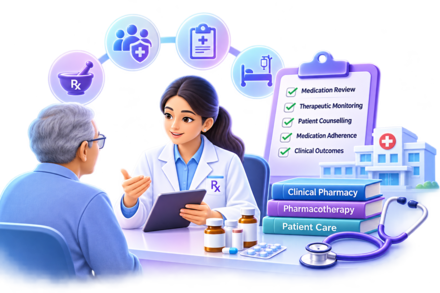 Rx
Medication Review
Therapeutic Monitoring
Patient Counselling
Medication Adherence
Clinical Outcomes
Rx
Clinical Pharmacy
Pharmacotherapy
Patient Care